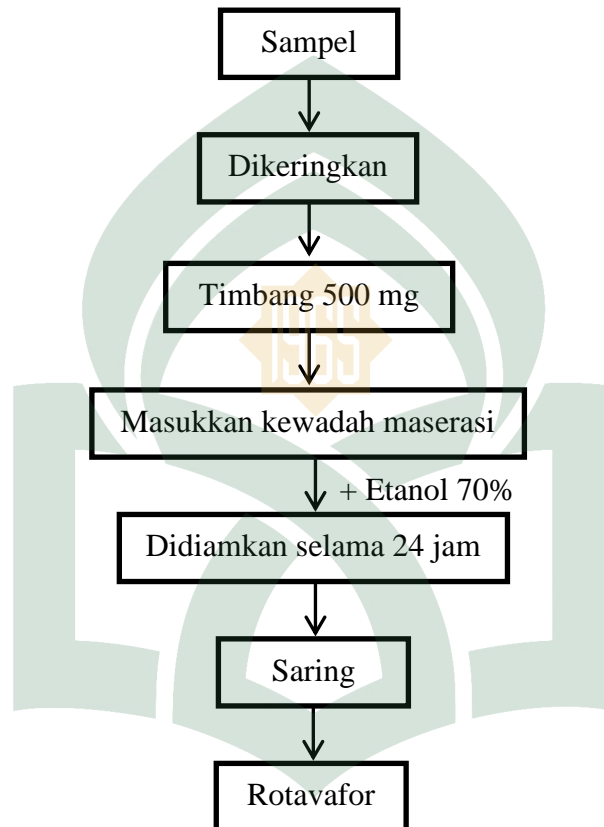 Sampel
Dikeringkan
Timbang 500 mg
Masukkan kewadah maserasi
+ Etanol 70%
Didiamkan selama 24 jam
Saring
Rotavafor